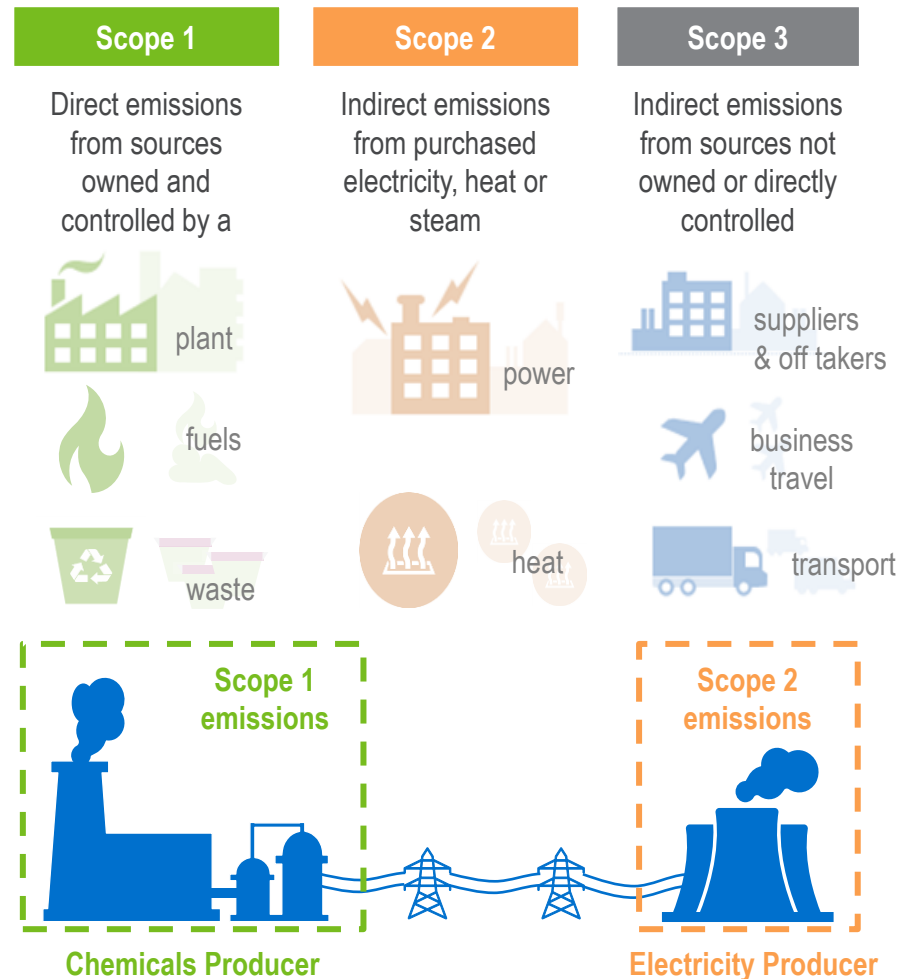 Scope 1
Direct emissions
from sources
owned and
controlled by a
plant
fuels
waste
Scope 2
Indirect emissions
from purchased
electricity, heat or
steam
power
heat
Scope 3
Indirect emissions
from sources not
owned or directly
controlled
suppliers
& off takers
business
travel
transport
Scope 1
emissions
Chemicals Producer
Scope 2
emissions
Electricity Producer